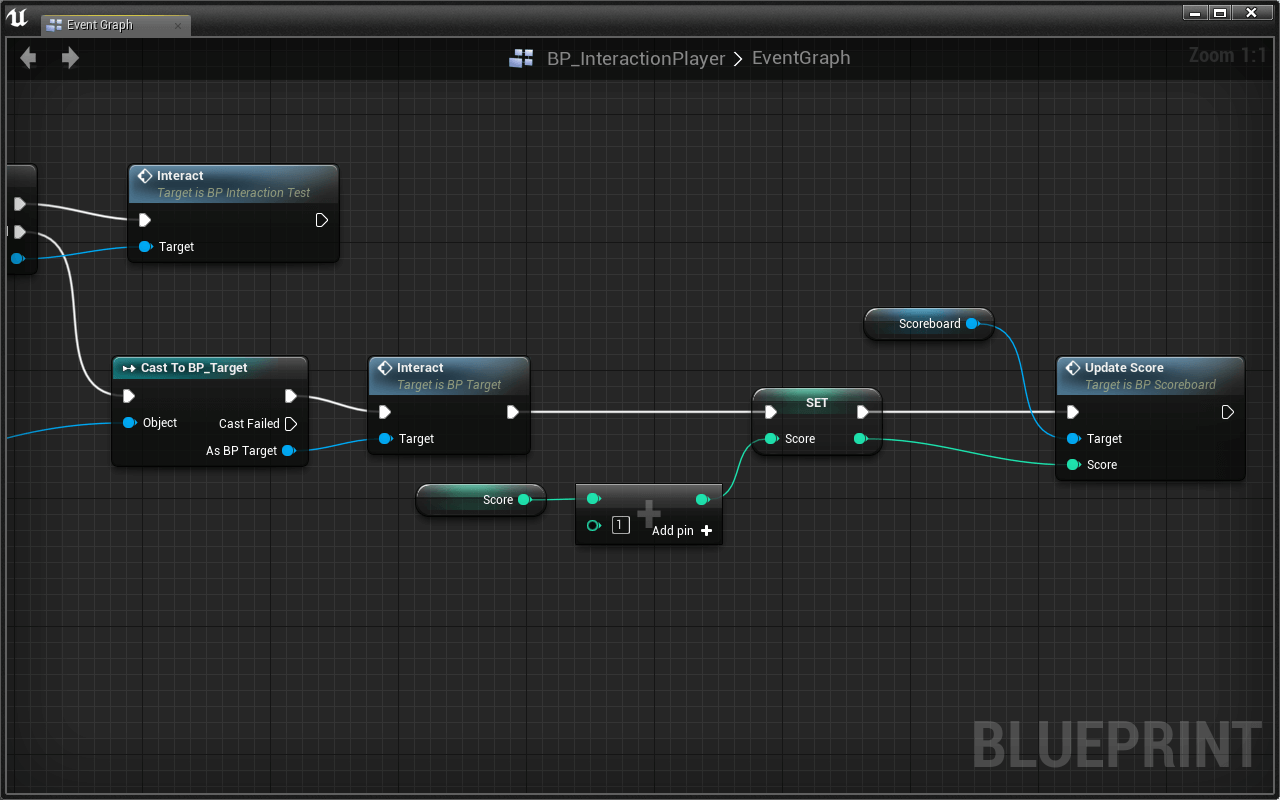 Event Graph
BP_InteractionPlayer > EventGraph
Zoom 1:1
Interact
Target is BP Interaction Test
Target
Scoreboard
Cast To BP_Target
Object
Cast Failed
As BP Target
Interact
Target is BP Target
Target
SET
Score
Update Score
Target is BP Scoreboard
Target
Score
Score
1
Add pin +
BLUEPRINT